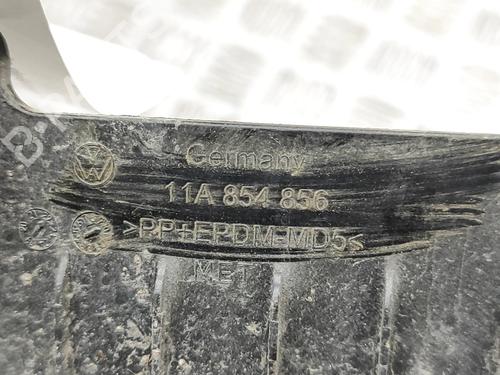 Germany
11A 854 856
>PP+EPDM-MD5<
MET